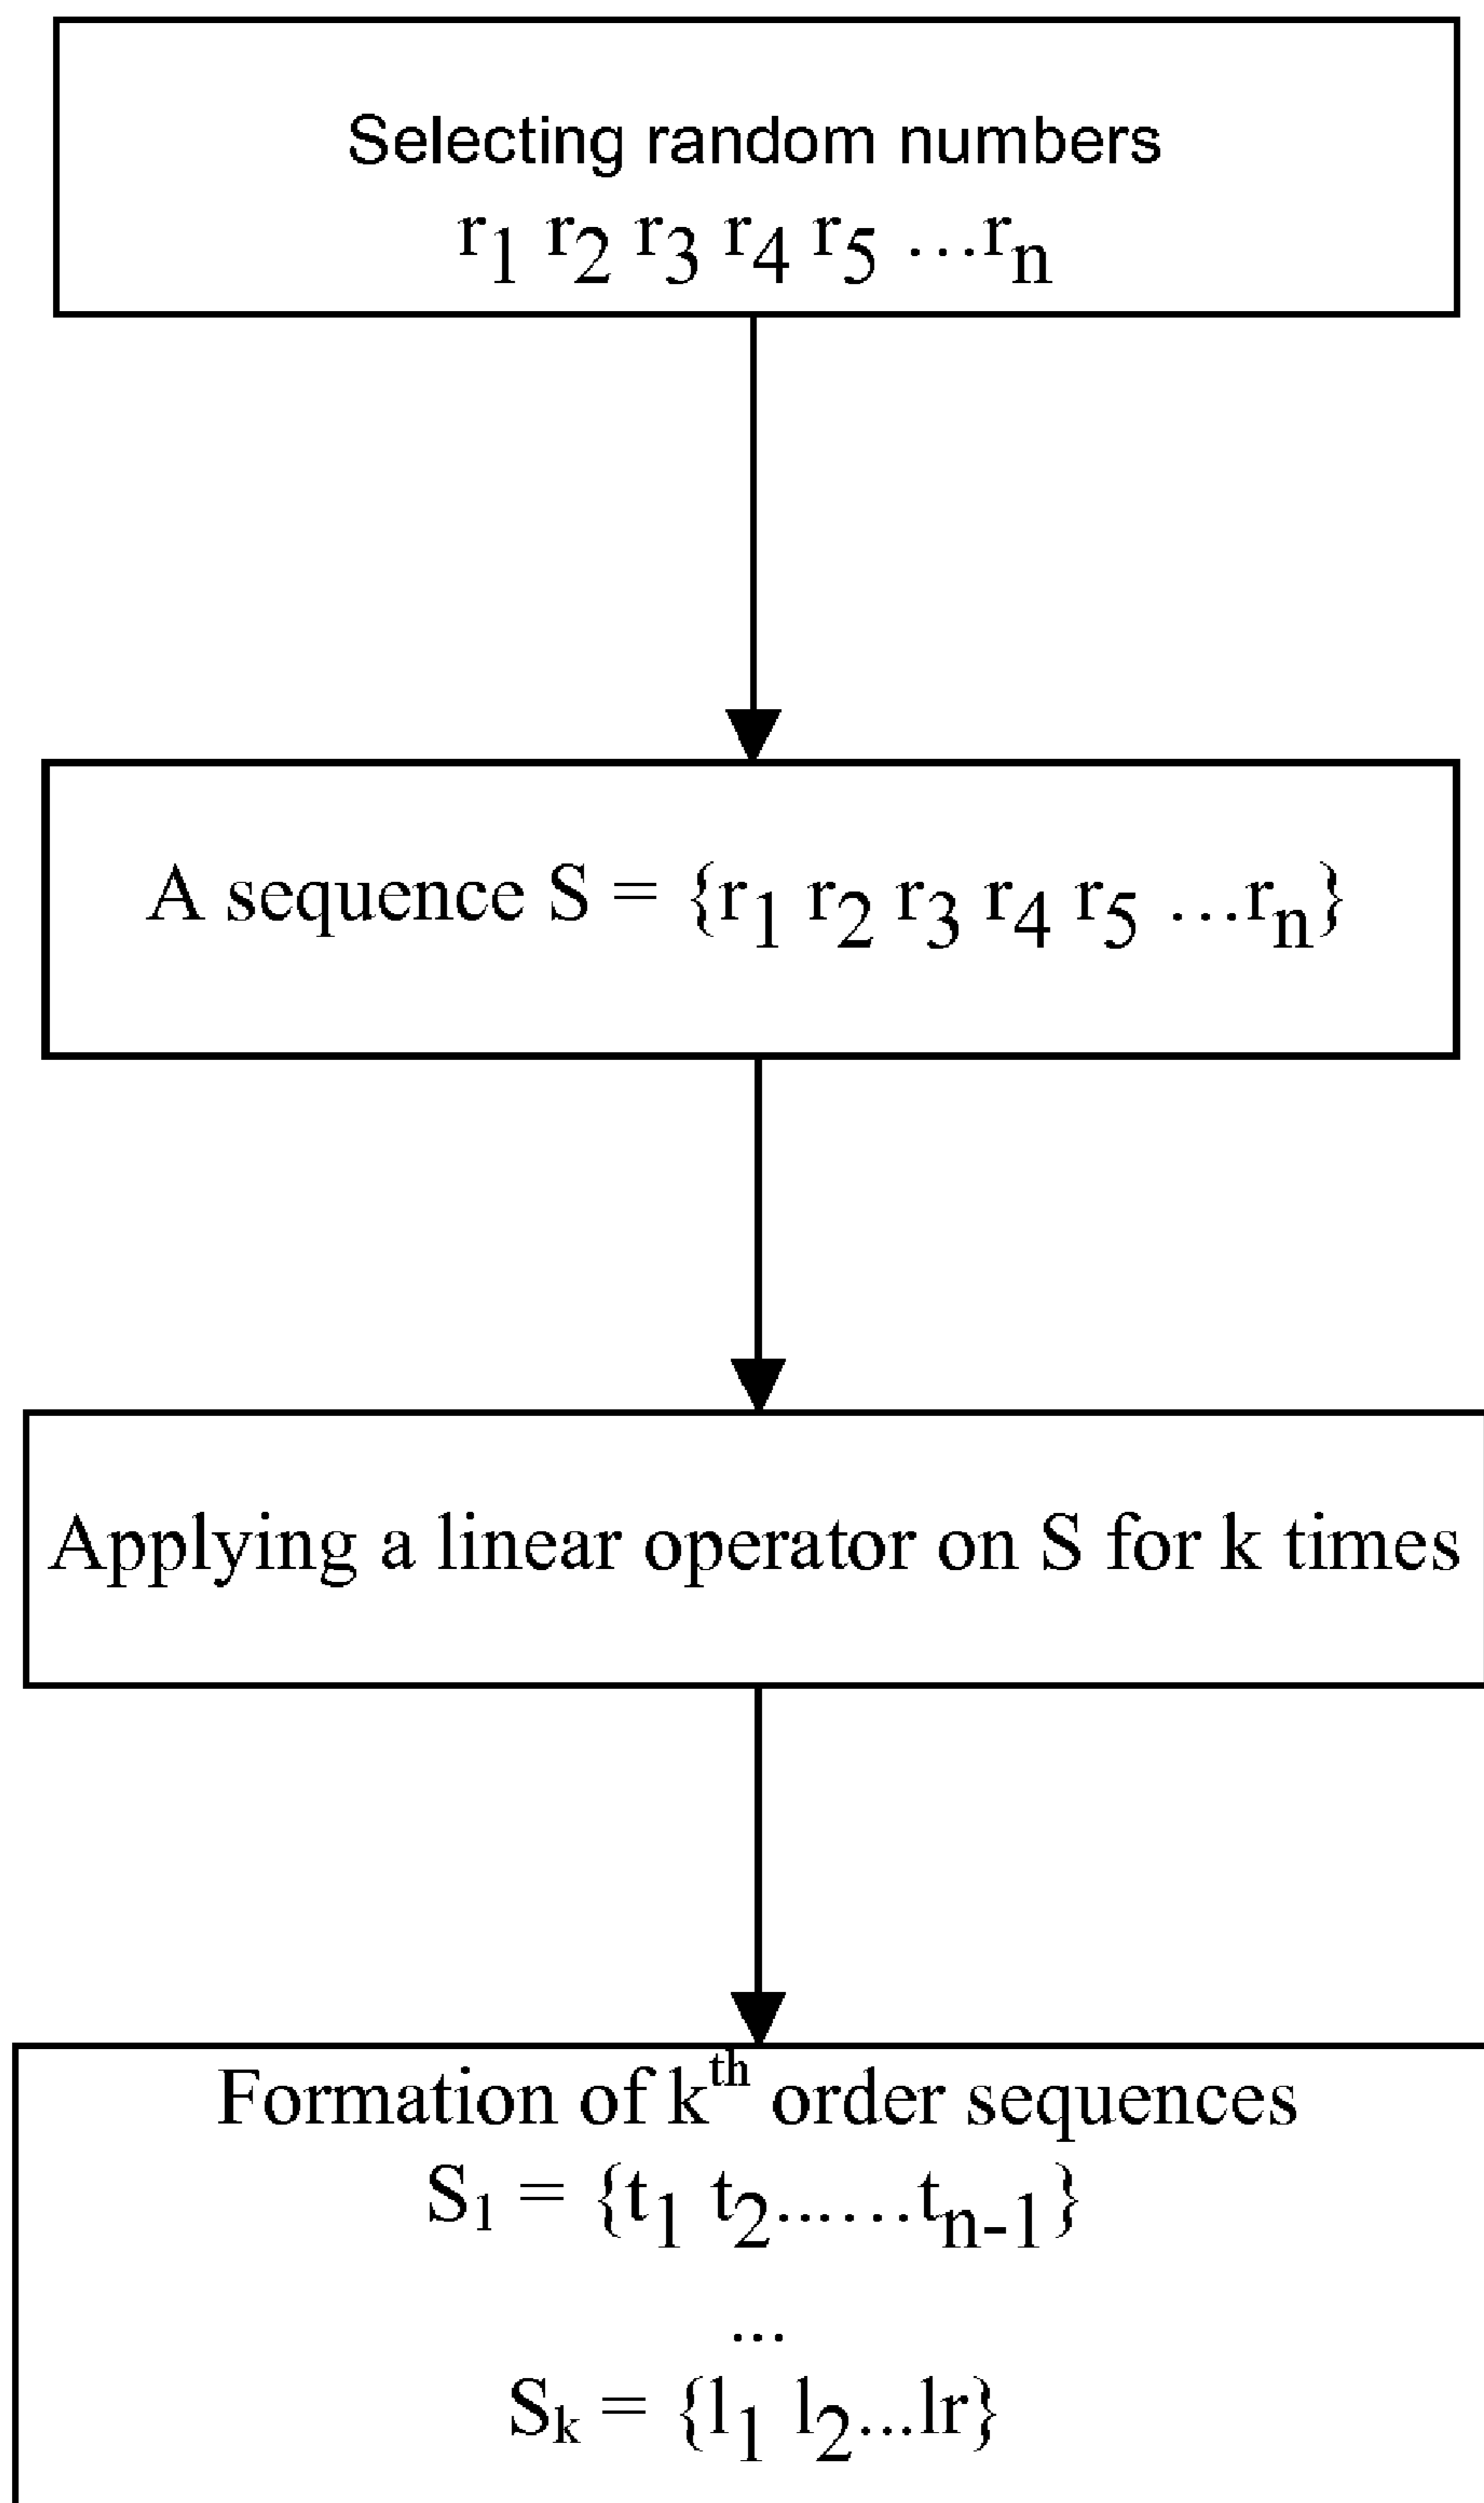 Selecting random numbers
r₁ r₂ r₃ r₄ r₅ ...rₙ
A sequence S = {r₁ r₂ r₃ r₄ r₅ ...rₙ}
Applying a linear operator on S for k times
Formation of kᵗʰ order sequences
S₁ = {t₁ t₂......tₙ₋₁}
...
Sₖ = {l₁ l₂...lr}